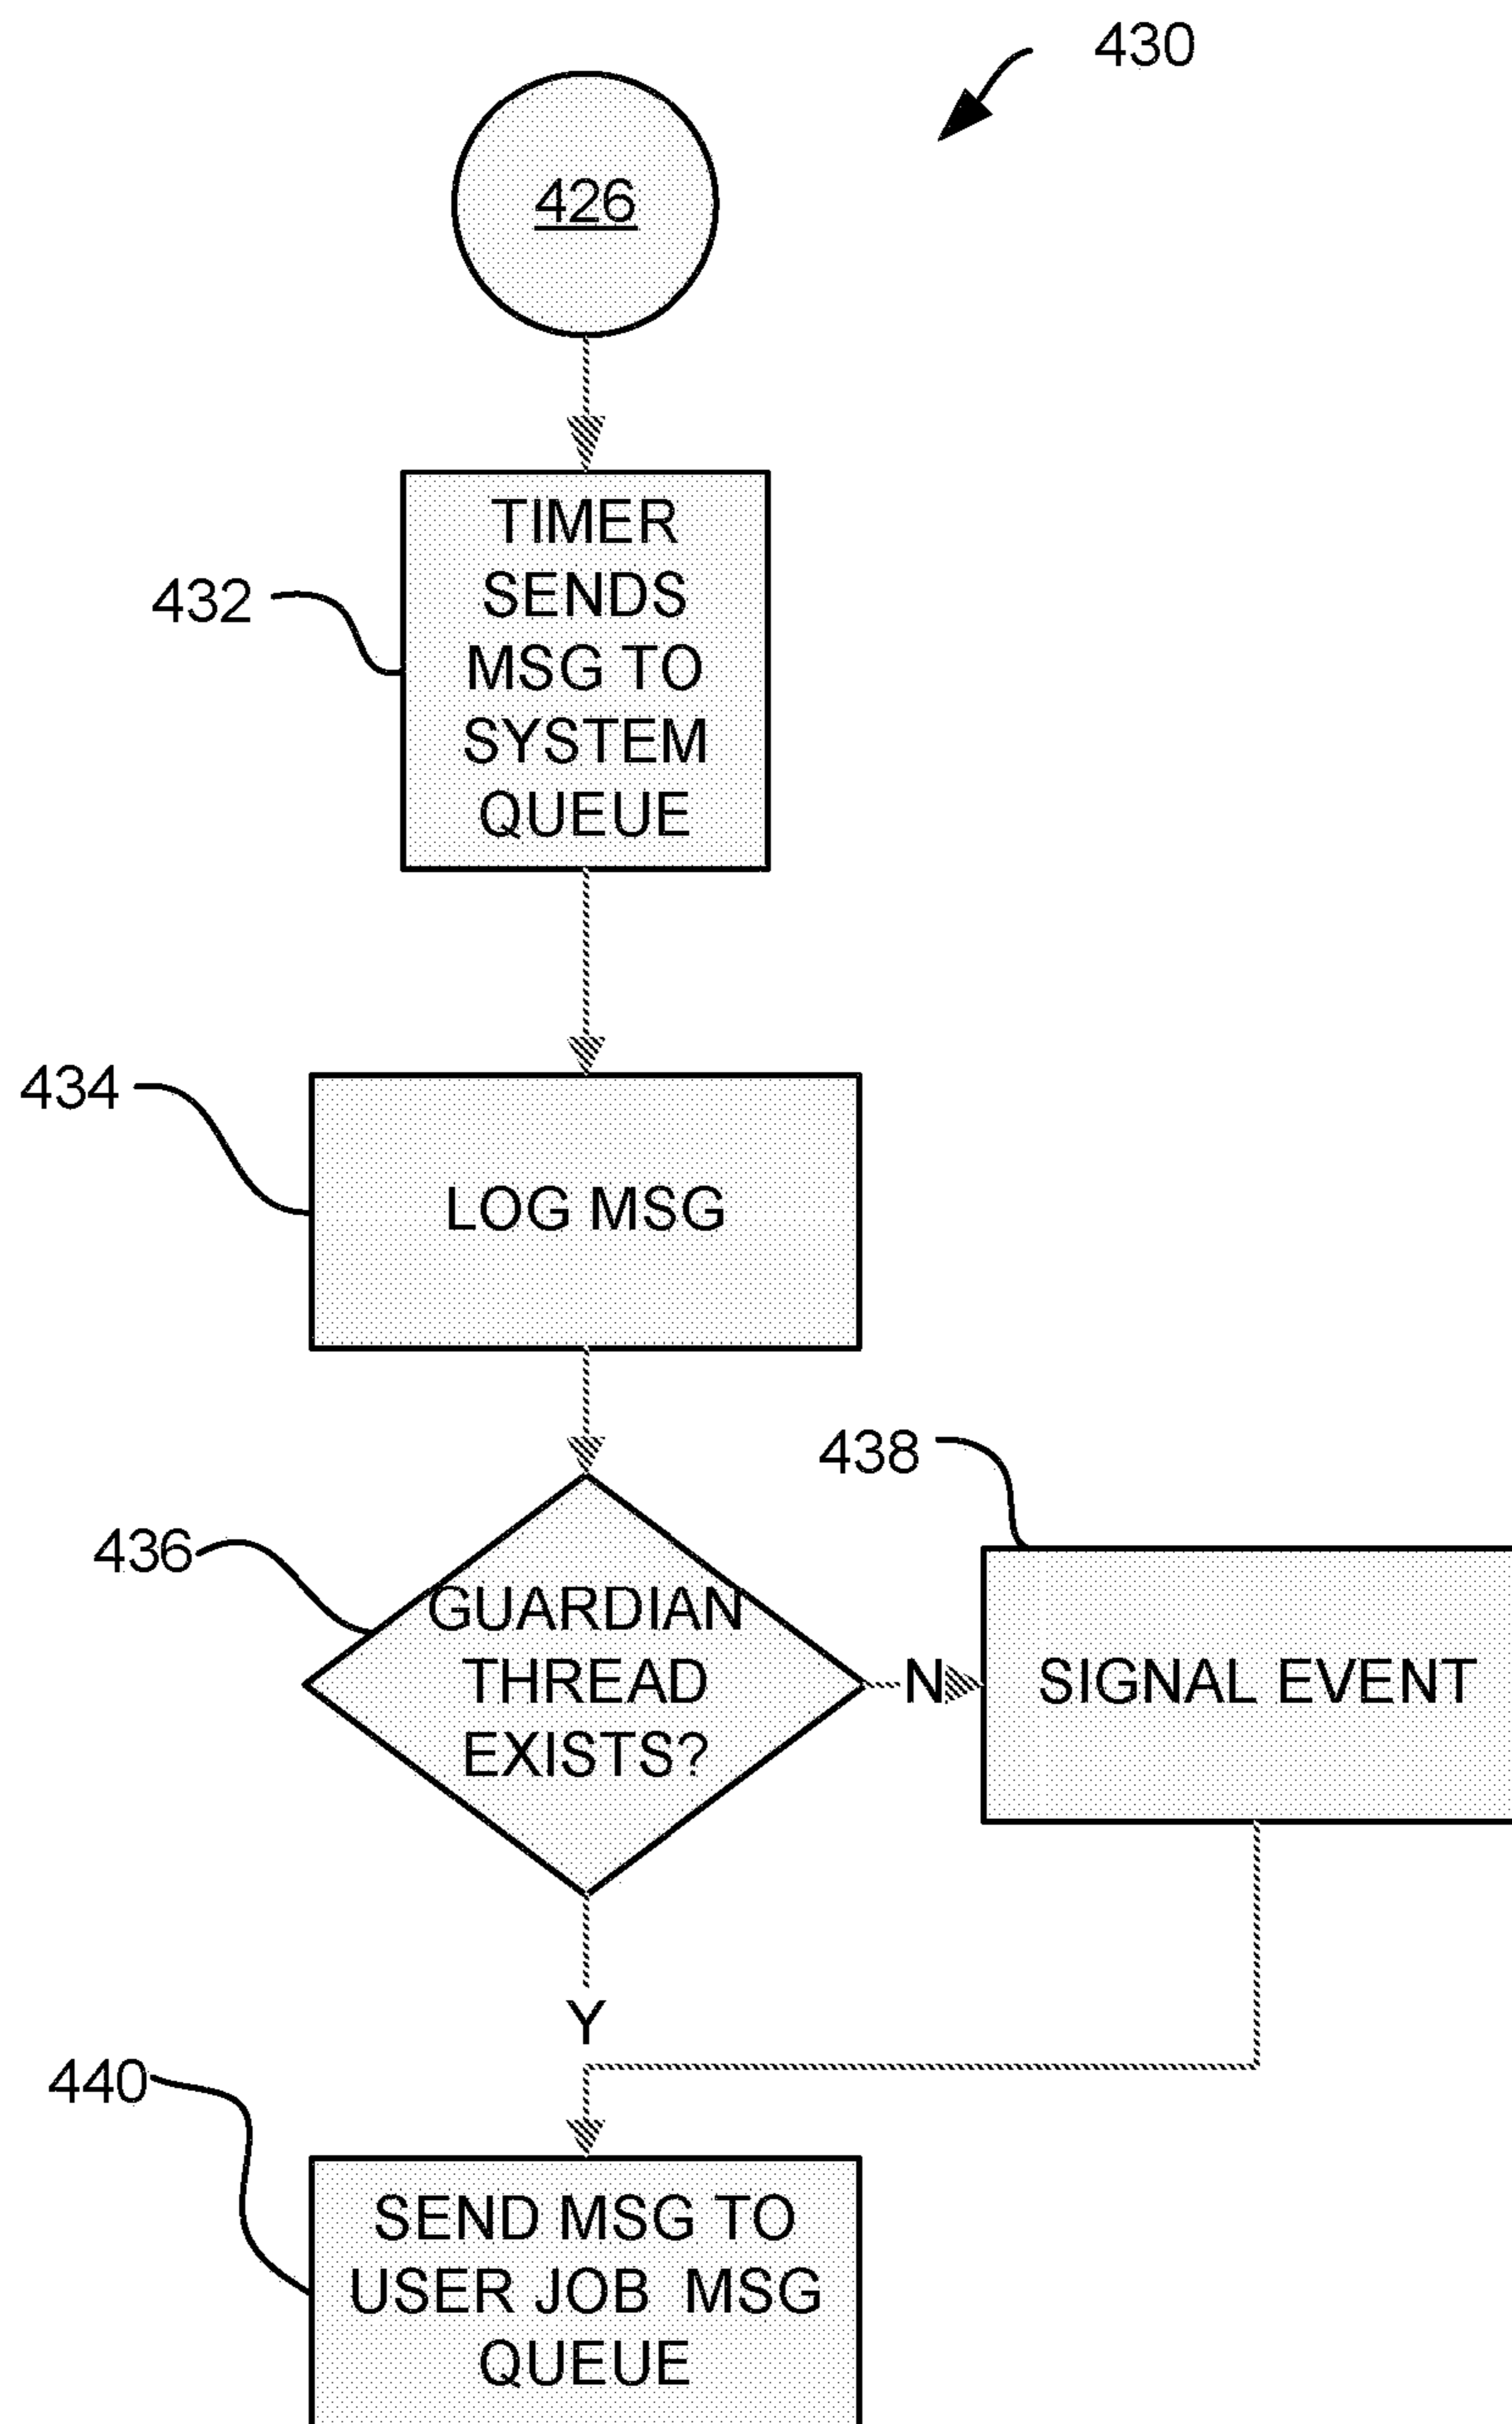 430
426
432
TIMER
SENDS
MSG TO
SYSTEM
QUEUE
434
LOG MSG
438
436
GUARDIAN
THREAD
EXISTS?
N
SIGNAL EVENT
Y
440
SEND MSG TO
USER JOB MSG
QUEUE